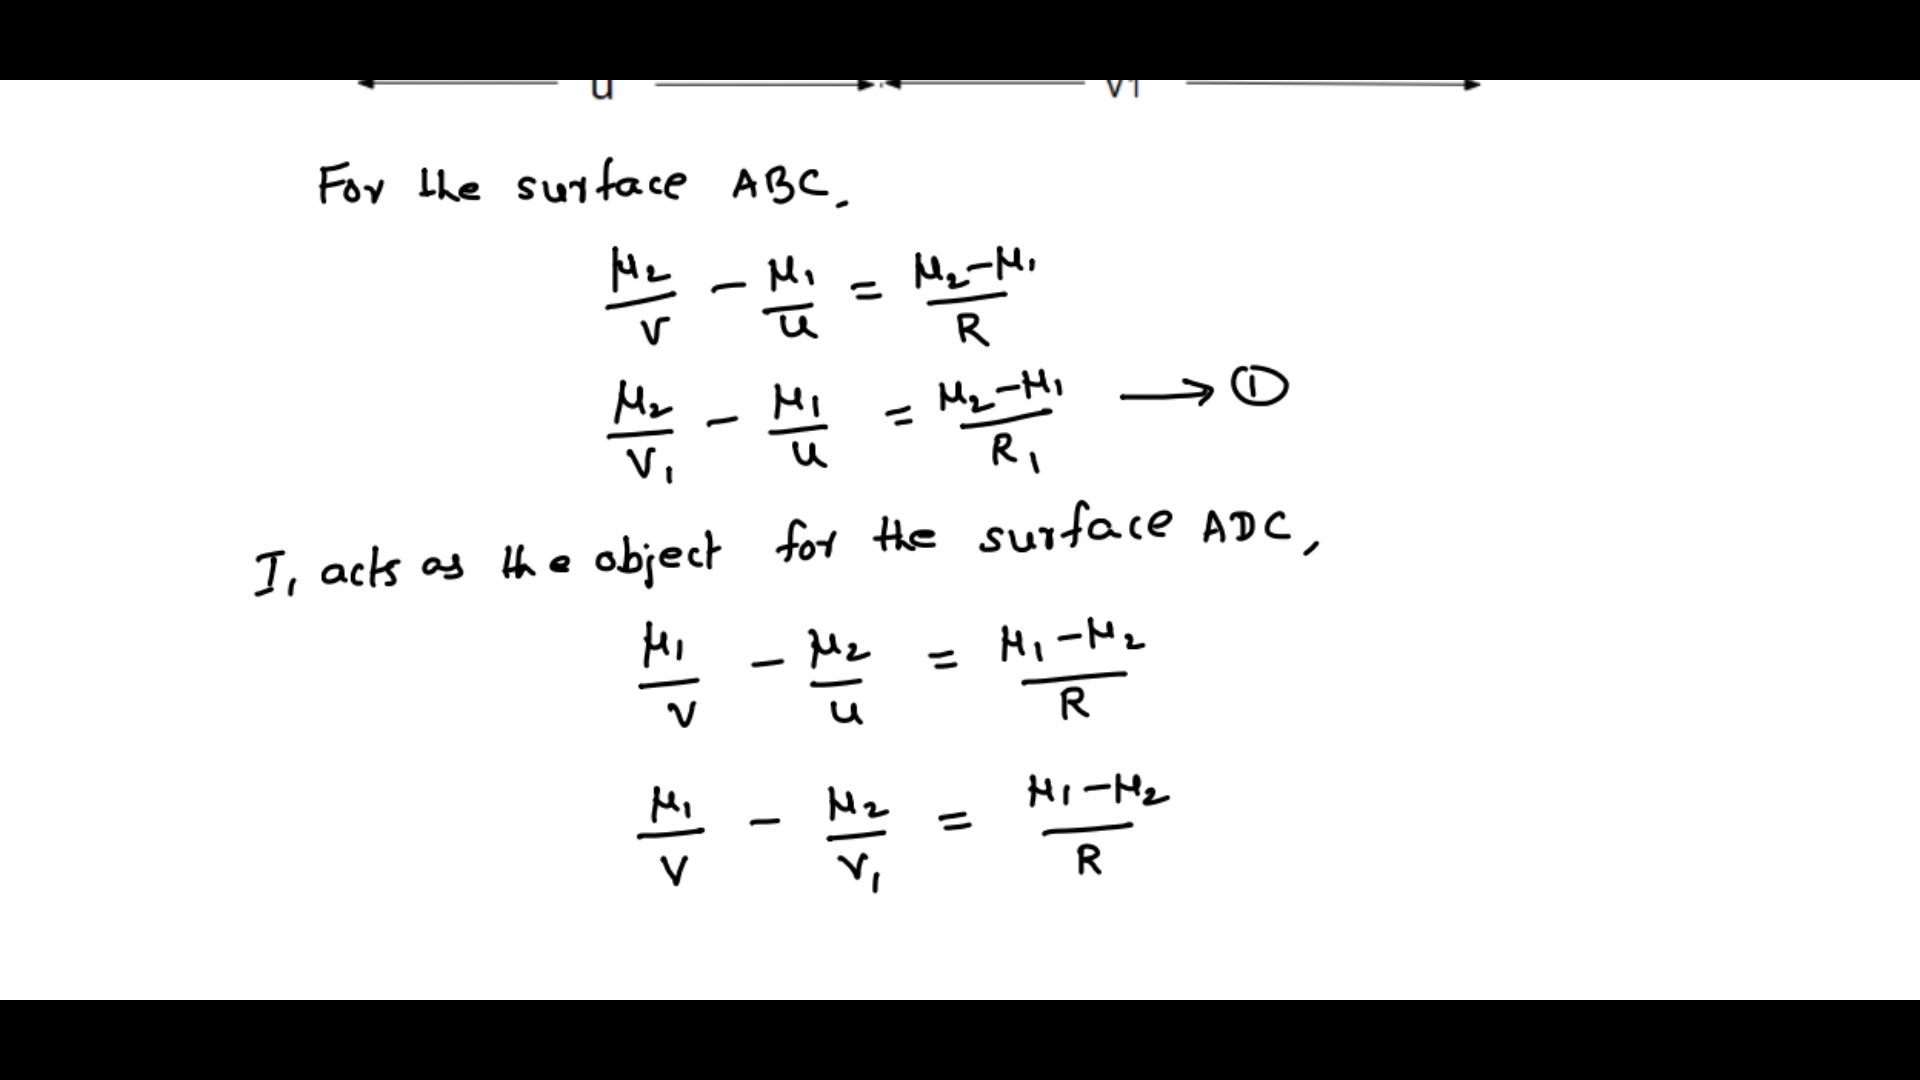 u v1
For the surface ABC,
μ2/v - μ1/u = μ2-μ1/R
μ2/v1 - μ1/u = μ2-μ1/R1 → ①
I1 acts as the object for the surface ADC,
μ1/v - μ2/u = μ1-μ2/R
μ1/v - μ2/v1 = μ1-μ2/R